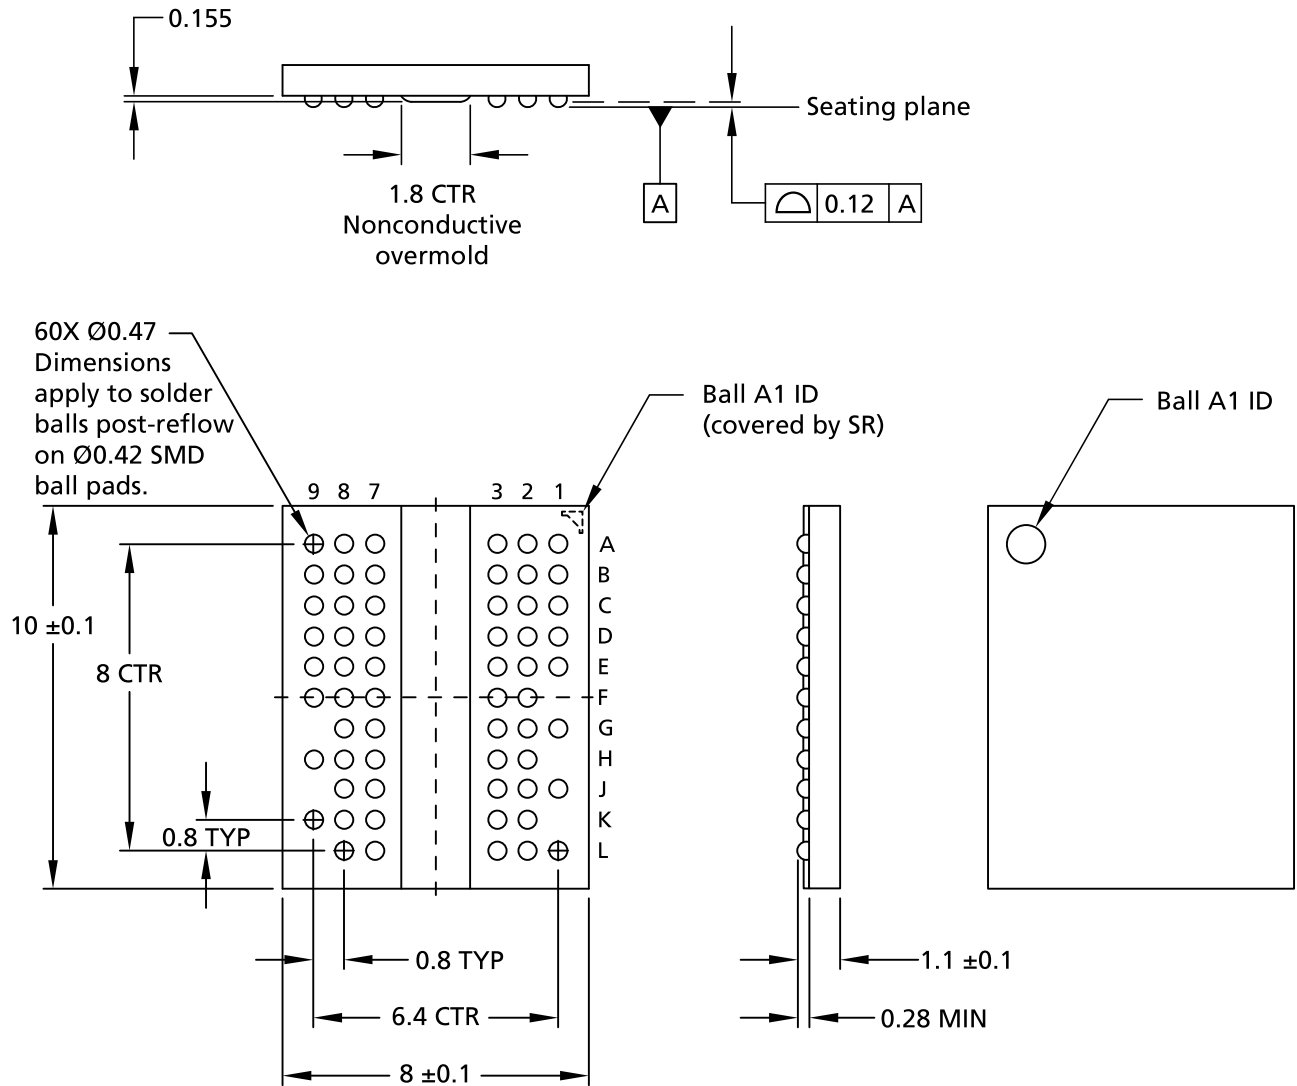 0.155
Seating plane
1.8 CTR
Nonconductive
overmold
A
0.12 A
60X Ø0.47
Dimensions
apply to solder
balls post-reflow
on Ø0.42 SMD
ball pads.
Ball A1 ID
(covered by SR)
Ball A1 ID
9 8 7 3 2 1
A
B
C
D
E
F
G
H
J
K
L
10 ±0.1
8 CTR
0.8 TYP
0.8 TYP
1.1 ±0.1
6.4 CTR
0.28 MIN
8 ±0.1